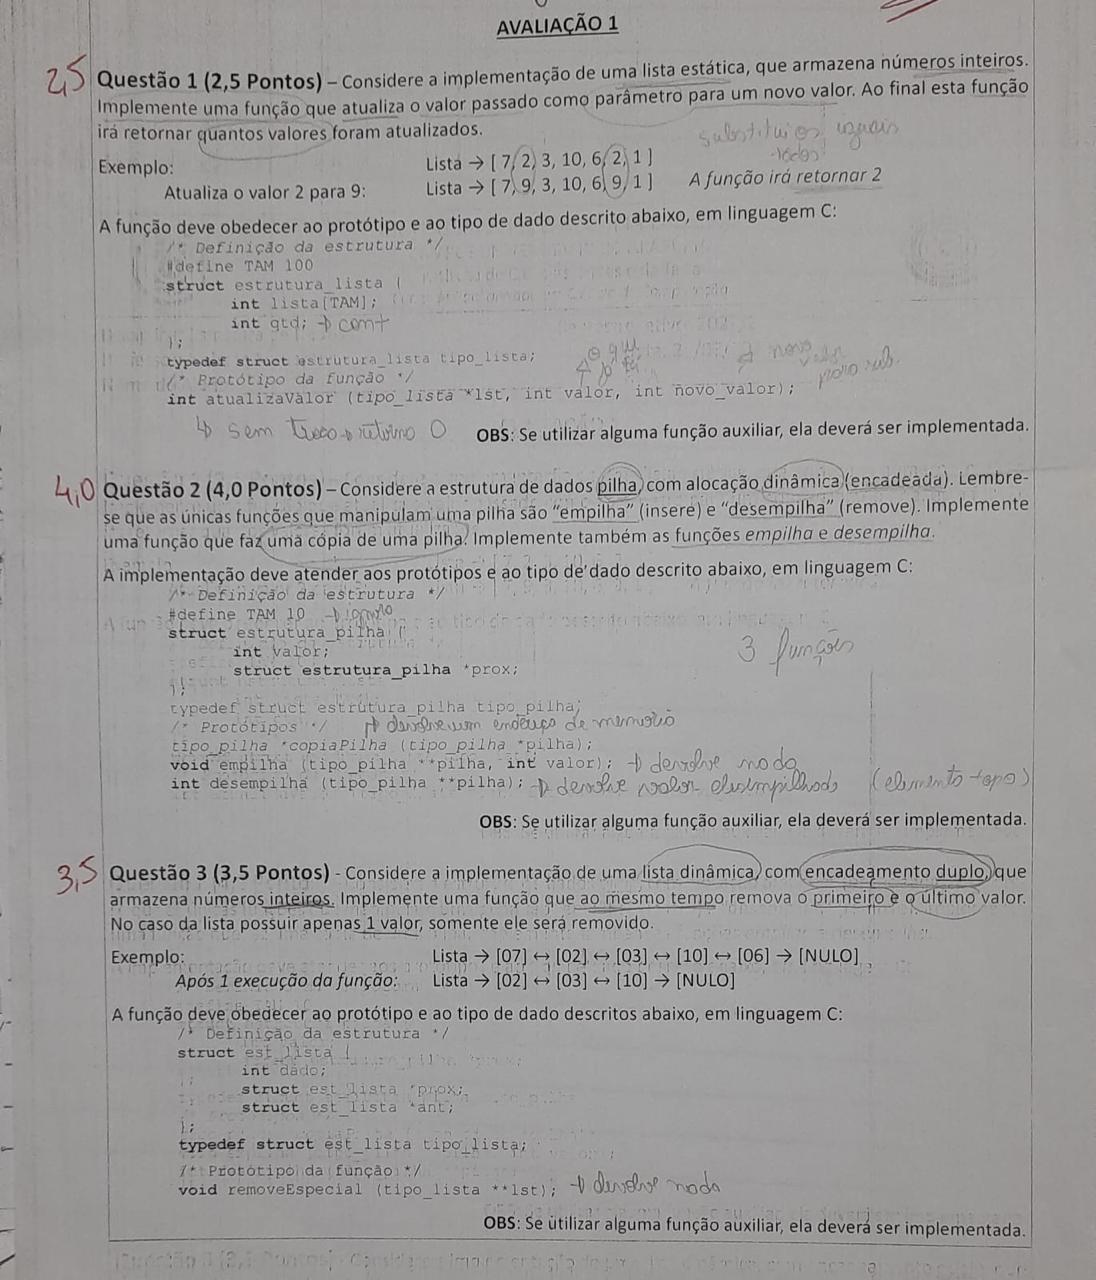 AVALIAÇÃO 1
2,5 Questão 1 (2,5 Pontos) – Considere a implementação de uma lista estática, que armazena números inteiros.
Implemente uma função que atualiza o valor passado como parâmetro para um novo valor. Ao final esta função
irá retornar quantos valores foram atualizados.
substitui os iguais
todos
Exemplo: Lista → [ 7, 2, 3, 10, 6, 2, 1 ]
Atualiza o valor 2 para 9: Lista → [ 7, 9, 3, 10, 6, 9, 1 ] A função irá retornar 2
A função deve obedecer ao protótipo e ao tipo de dado descrito abaixo, em linguagem C:
/* Definição da estrutura */
#define TAM 100
struct estrutura_lista {
int lista[TAM];
int qtd; → cont
};
typedef struct estrutura_lista tipo_lista;
o que já
novo valor para sub.
/* Protótipo da função */
int atualizaValor (tipo_lista *lst, int valor, int novo_valor);
↳ sem troca → retorno 0
OBS: Se utilizar alguma função auxiliar, ela deverá ser implementada.
4,0 Questão 2 (4,0 Pontos) – Considere a estrutura de dados pilha, com alocação dinâmica (encadeada). Lembre-
se que as únicas funções que manipulam uma pilha são “empilha” (insere) e “desempilha” (remove). Implemente
uma função que faz uma cópia de uma pilha. Implemente também as funções empilha e desempilha.
A implementação deve atender aos protótipos e ao tipo de dado descrito abaixo, em linguagem C:
/* Definição da estrutura */
#define TAM 10
struct estrutura_pilha {
int valor;
3 funções
struct estrutura_pilha *prox;
};
typedef struct estrutura_pilha tipo_pilha;
/* Protótipos */ → devolve um endereço de memoria
tipo_pilha *copiaPilha (tipo_pilha *pilha);
void empilha (tipo_pilha **pilha, int valor); → devolve nada
int desempilha (tipo_pilha **pilha); → devolve valor desempilhado (elemento topo)
OBS: Se utilizar alguma função auxiliar, ela deverá ser implementada.
3,5 Questão 3 (3,5 Pontos) - Considere a implementação de uma lista dinâmica, com encadeamento duplo, que
armazena números inteiros. Implemente uma função que ao mesmo tempo remova o primeiro e o último valor.
No caso da lista possuir apenas 1 valor, somente ele será removido.
Exemplo: Lista → [07] ↔ [02] ↔ [03] ↔ [10] ↔ [06] → [NULO]
Após 1 execução da função: Lista → [02] ↔ [03] ↔ [10] → [NULO]
A função deve obedecer ao protótipo e ao tipo de dado descritos abaixo, em linguagem C:
/* Definição da estrutura */
struct est_lista {
int dado;
struct est_lista *prox;
struct est_lista *ant;
};
typedef struct est_lista tipo_lista;
/* Protótipo da função */
void removeEspecial (tipo_lista **lst); → devolve nada
OBS: Se utilizar alguma função auxiliar, ela deverá ser implementada.